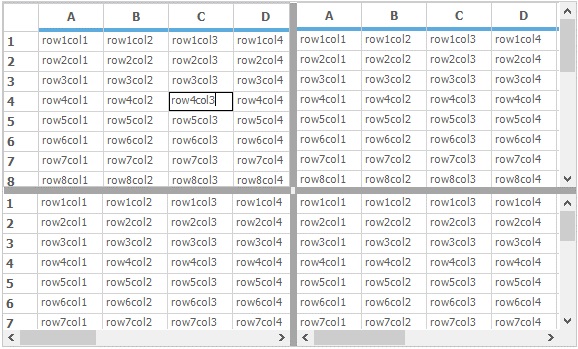 A B C D A B C D
1 row1col1 row1col2 row1col3 row1col4 row1col1 row1col2 row1col3 row1col4
2 row2col1 row2col2 row2col3 row2col4 row2col1 row2col2 row2col3 row2col4
3 row3col1 row3col2 row3col3 row3col4 row3col1 row3col2 row3col3 row3col4
4 row4col1 row4col2 row4col3 row4col4 row4col1 row4col2 row4col3 row4col4
5 row5col1 row5col2 row5col3 row5col4 row5col1 row5col2 row5col3 row5col4
6 row6col1 row6col2 row6col3 row6col4 row6col1 row6col2 row6col3 row6col4
7 row7col1 row7col2 row7col3 row7col4 row7col1 row7col2 row7col3 row7col4
8 row8col1 row8col2 row8col3 row8col4 row8col1 row8col2 row8col3 row8col4
1 row1col1 row1col2 row1col3 row1col4 row1col1 row1col2 row1col3 row1col4
2 row2col1 row2col2 row2col3 row2col4 row2col1 row2col2 row2col3 row2col4
3 row3col1 row3col2 row3col3 row3col4 row3col1 row3col2 row3col3 row3col4
4 row4col1 row4col2 row4col3 row4col4 row4col1 row4col2 row4col3 row4col4
5 row5col1 row5col2 row5col3 row5col4 row5col1 row5col2 row5col3 row5col4
6 row6col1 row6col2 row6col3 row6col4 row6col1 row6col2 row6col3 row6col4
7 row7col1 row7col2 row7col3 row7col4 row7col1 row7col2 row7col3 row7col4